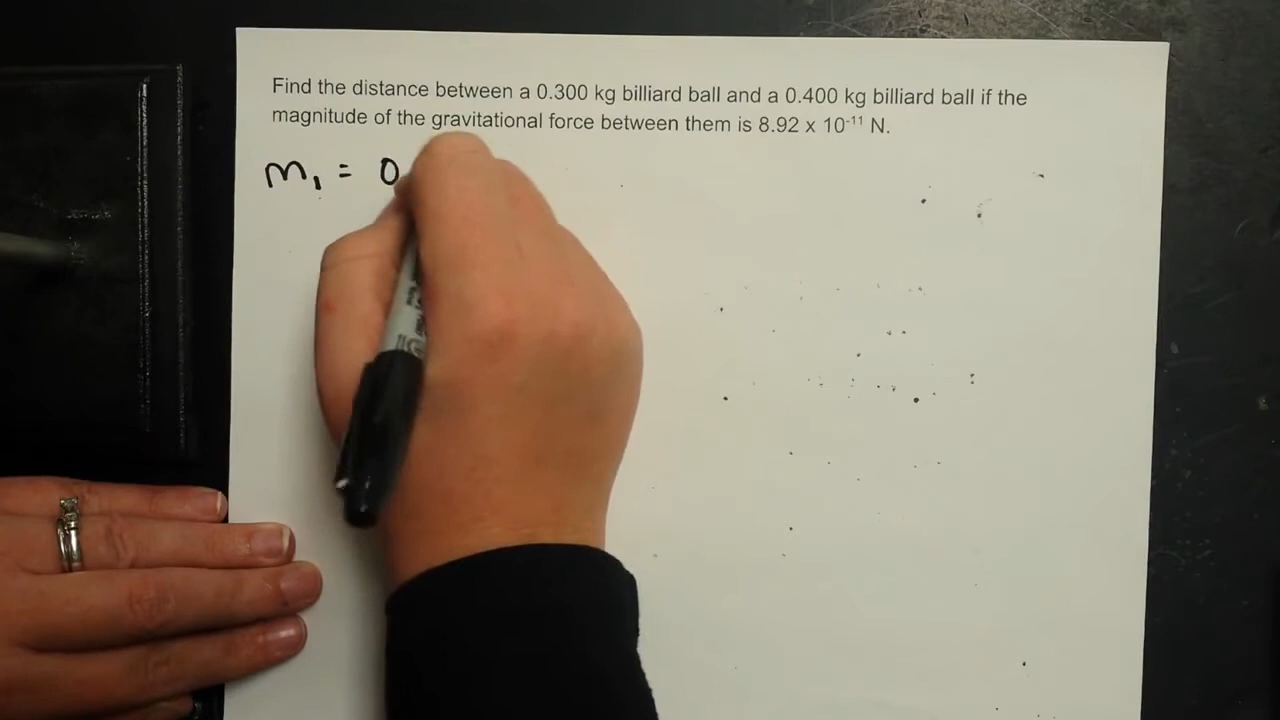 Find the distance between a 0.300 kg billiard ball and a 0.400 kg billiard ball if the
magnitude of the gravitational force between them is 8.92 x 10⁻¹¹ N.
m₁ = 0